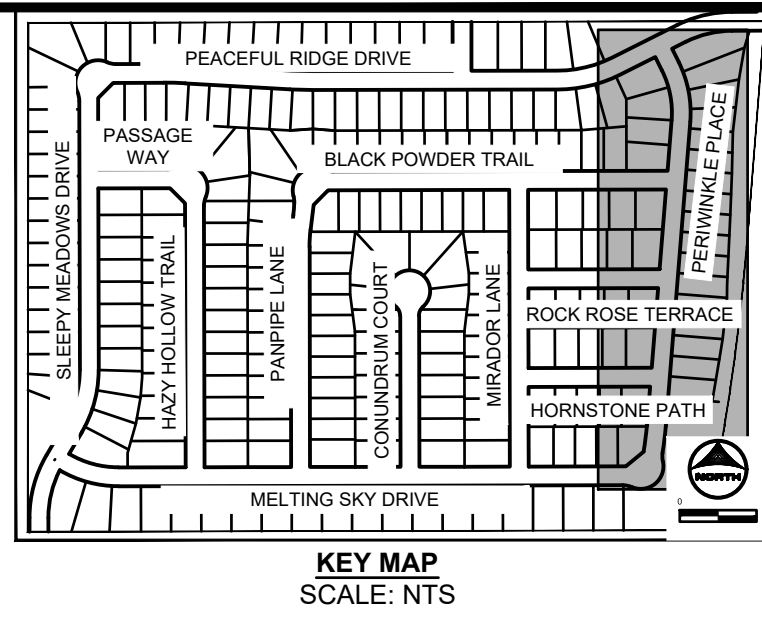 PEACEFUL RIDGE DRIVE
PASSAGE
WAY
BLACK POWDER TRAIL
PERIWINKLE PLACE
SLEEPY MEADOWS DRIVE
HAZY HOLLOW TRAIL
PANPIPE LANE
CONUNDRUM COURT
MIRADOR LANE
ROCK ROSE TERRACE
HORNSTONE PATH
MELTING SKY DRIVE
NORTH
0
KEY MAP
SCALE: NTS